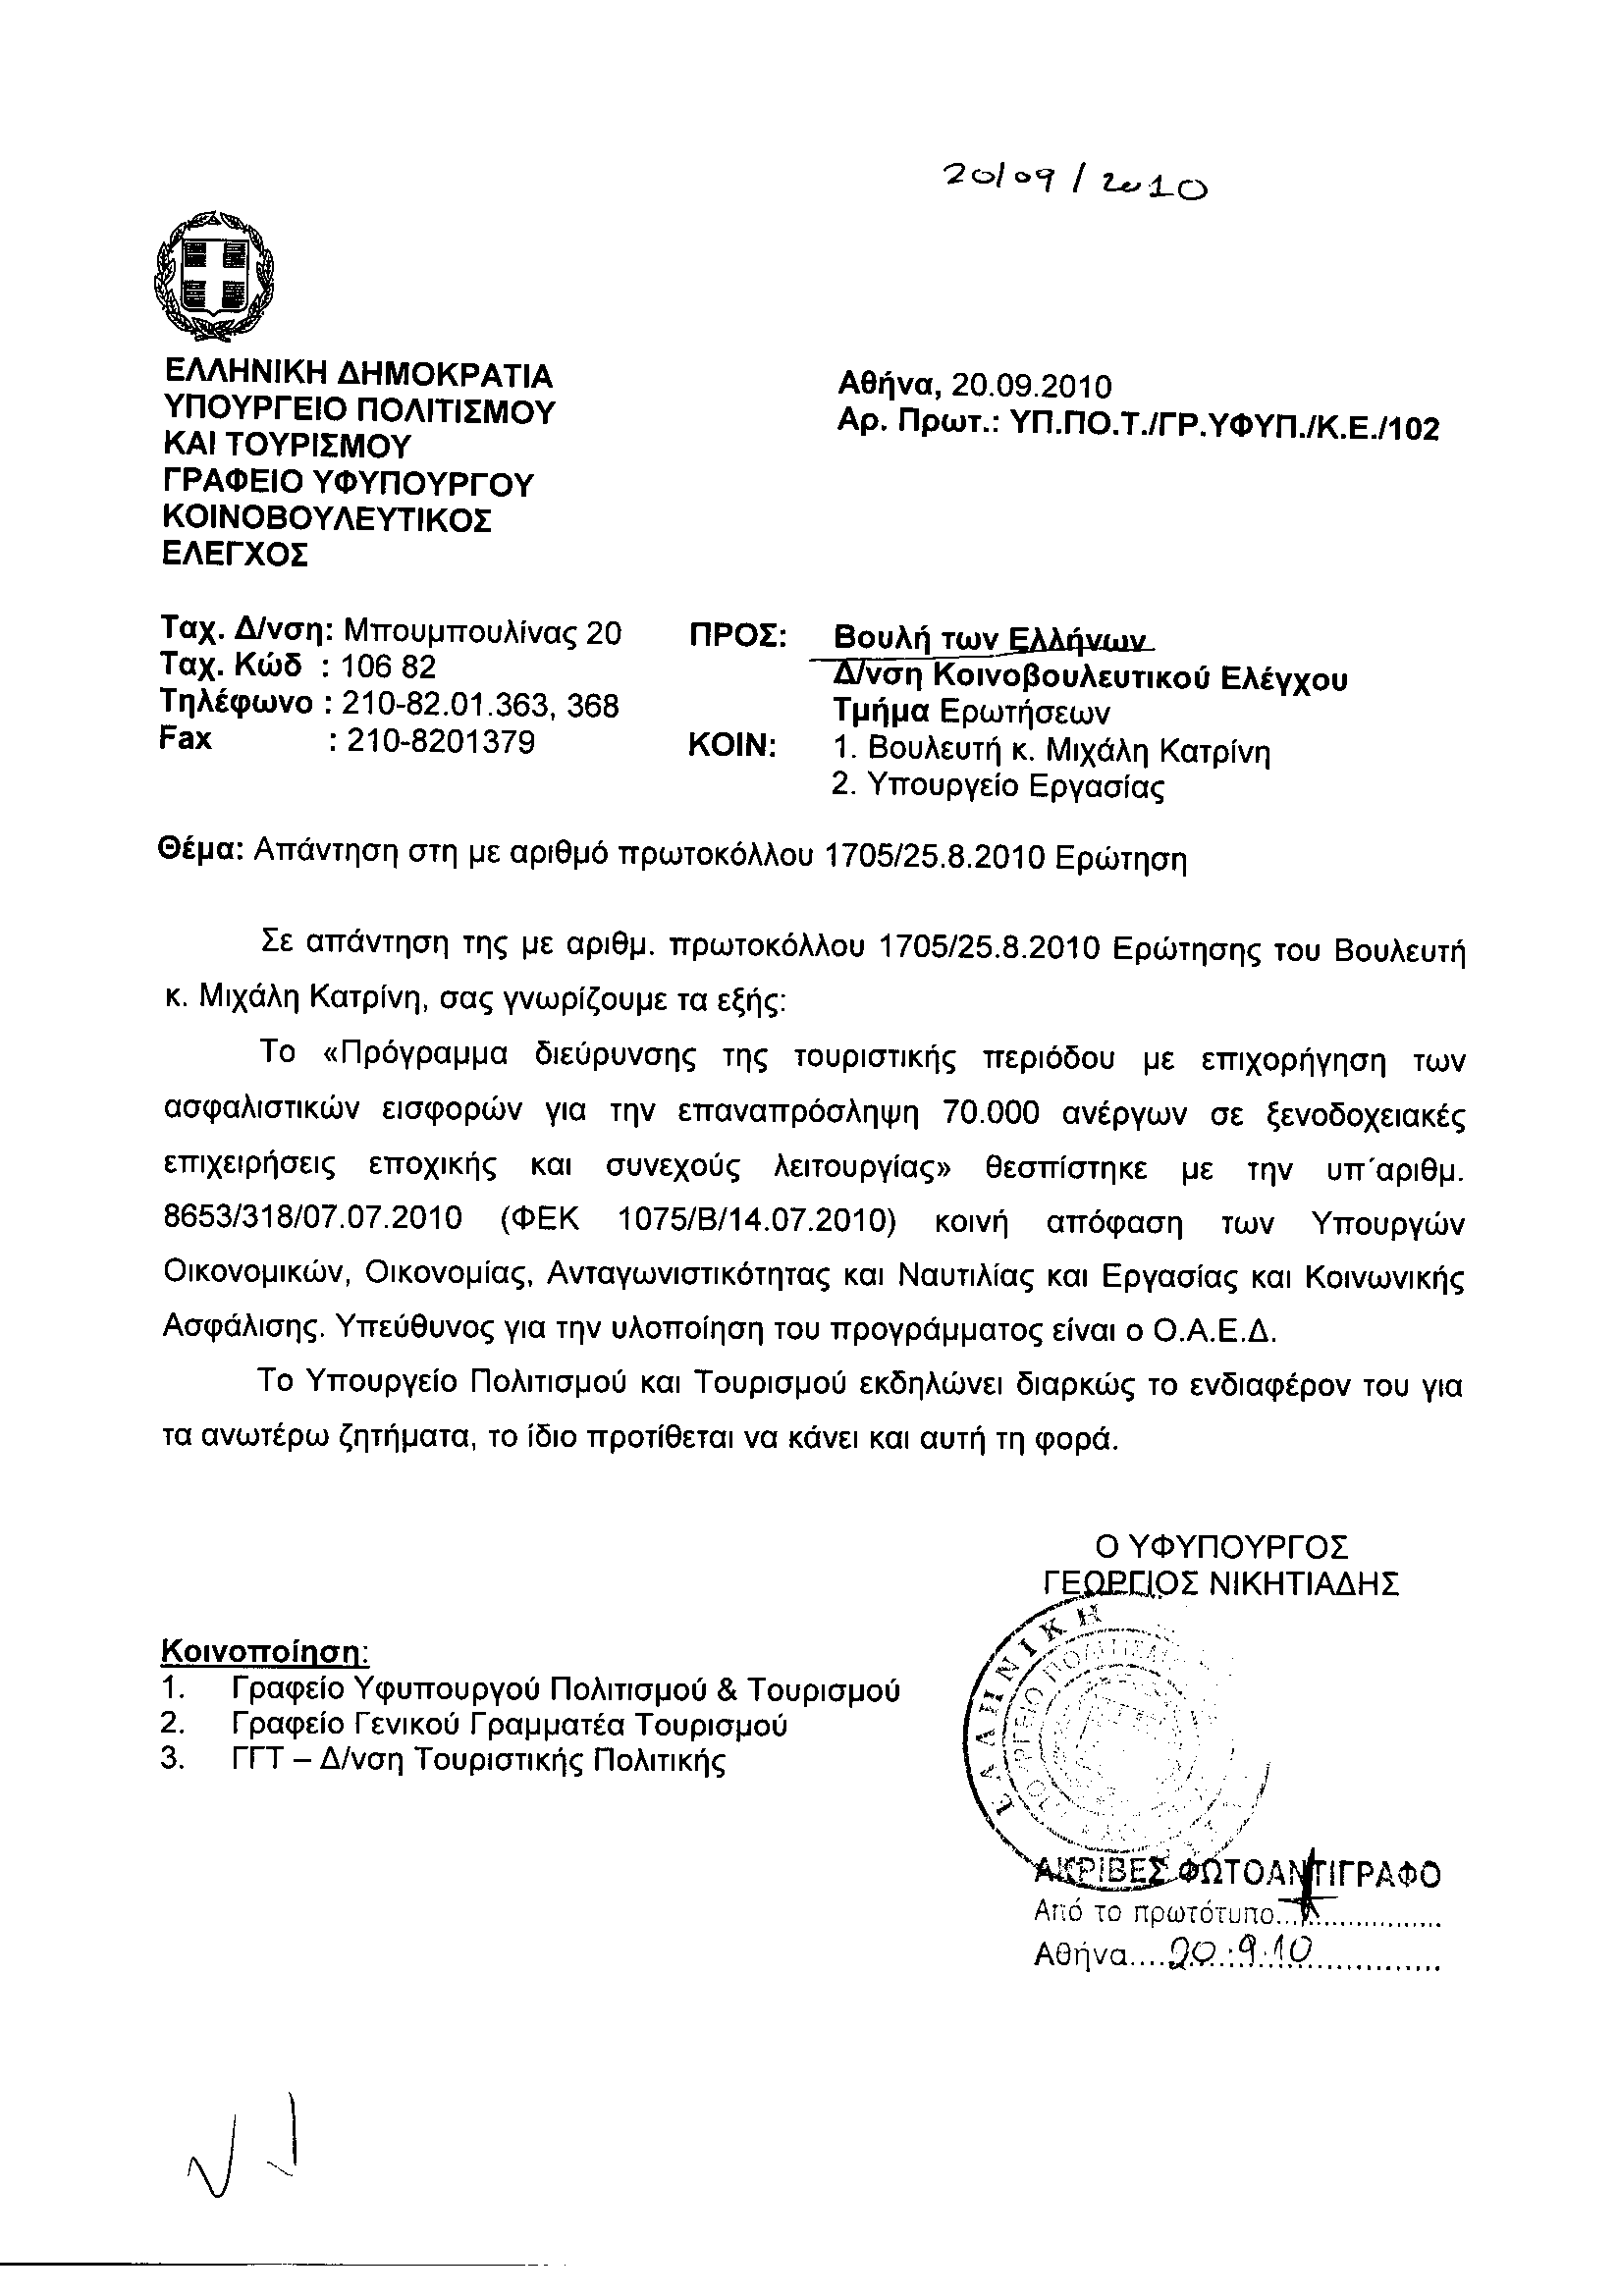 20/09/2010
ΕΛΛΗΝΙΚΗ ΔΗΜΟΚΡΑΤΙΑ
ΥΠΟΥΡΓΕΙΟ ΠΟΛΙΤΙΣΜΟΥ
ΚΑΙ ΤΟΥΡΙΣΜΟΥ
ΓΡΑΦΕΙΟ ΥΦΥΠΟΥΡΓΟΥ
ΚΟΙΝΟΒΟΥΛΕΥΤΙΚΟΣ
ΕΛΕΓΧΟΣ
Αθήνα, 20.09.2010
Αρ. Πρωτ.: ΥΠ.ΠΟ.Τ./ΓΡ.ΥΦΥΠ./Κ.Ε./102
Ταχ. Δ/νση: Μπουμπουλίνας 20
Ταχ. Κώδ : 106 82
Τηλέφωνο : 210-82.01.363, 368
Fax : 210-8201379
ΠΡΟΣ: Βουλή των Ελλήνων
Δ/νση Κοινοβουλευτικού Ελέγχου
Τμήμα Ερωτήσεων
ΚΟΙΝ: 1. Βουλευτή κ. Μιχάλη Κατρίνη
2. Υπουργείο Εργασίας
Θέμα: Απάντηση στη με αριθμό πρωτοκόλλου 1705/25.8.2010 Ερώτηση
Σε απάντηση της με αριθμ. πρωτοκόλλου 1705/25.8.2010 Ερώτησης του Βουλευτή
κ. Μιχάλη Κατρίνη, σας γνωρίζουμε τα εξής:
Το «Πρόγραμμα διεύρυνσης της τουριστικής περιόδου με επιχορήγηση των
ασφαλιστικών εισφορών για την επαναπρόσληψη 70.000 ανέργων σε ξενοδοχειακές
επιχειρήσεις εποχικής και συνεχούς λειτουργίας» θεσπίστηκε με την υπ΄αριθμ.
8653/318/07.07.2010 (ΦΕΚ 1075/Β/14.07.2010) κοινή απόφαση των Υπουργών
Οικονομικών, Οικονομίας, Ανταγωνιστικότητας και Ναυτιλίας και Εργασίας και Κοινωνικής
Ασφάλισης. Υπεύθυνος για την υλοποίηση του προγράμματος είναι ο Ο.Α.Ε.Δ.
Το Υπουργείο Πολιτισμού και Τουρισμού εκδηλώνει διαρκώς το ενδιαφέρον του για
τα ανωτέρω ζητήματα, το ίδιο προτίθεται να κάνει και αυτή τη φορά.
Ο ΥΦΥΠΟΥΡΓΟΣ
ΓΕΩΡΓΙΟΣ ΝΙΚΗΤΙΑΔΗΣ
Κοινοποίηση:
1. Γραφείο Υφυπουργού Πολιτισμού & Τουρισμού
2. Γραφείο Γενικού Γραμματέα Τουρισμού
3. ΓΓΤ – Δ/νση Τουριστικής Πολιτικής
ΕΛΛΗΝΙΚΗ
ΑΚΡΙΒΕΣ ΦΩΤΟΑΝΤΙΓΡΑΦΟ
Από το πρωτότυπο
Αθήνα....20.9.10